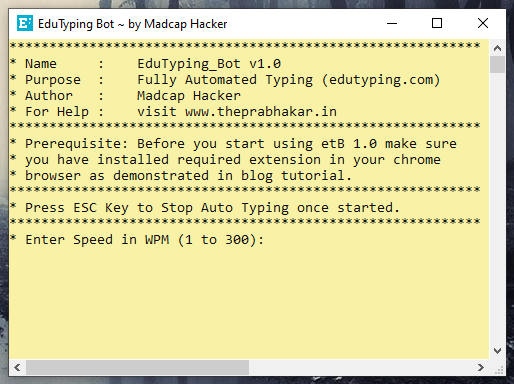 EduTyping Bot ~ by Madcap Hacker
************************************************************
* Name     :    EduTyping_Bot v1.0
* Purpose  :    Fully Automated Typing (edutyping.com)
* Author   :    Madcap Hacker
* For Help :    visit www.theprabhakar.in
************************************************************
* Prerequisite: Before you start using etB 1.0 make sure
* you have installed required extension in your chrome
* browser as demonstrated in blog tutorial.
************************************************************
* Press ESC Key to Stop Auto Typing once started.
************************************************************
* Enter Speed in WPM (1 to 300):